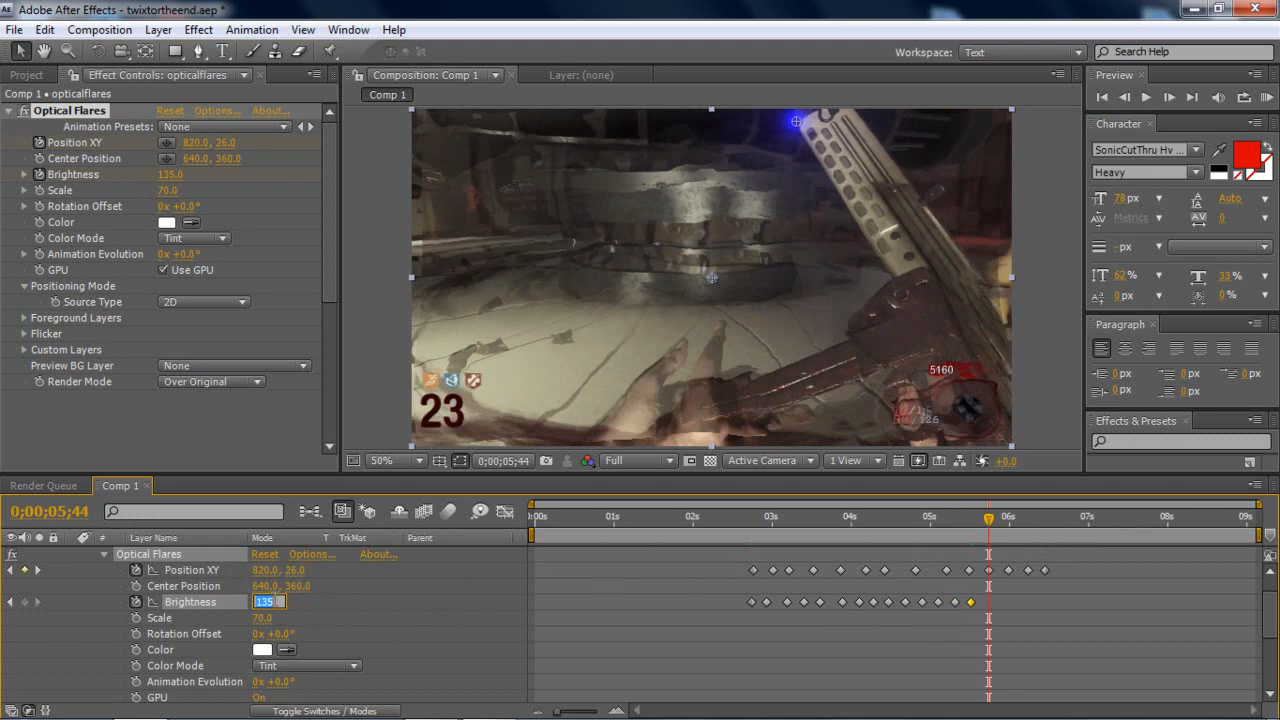 Adobe After Effects - twixtortheend.aep *
File Edit Composition Layer Effect Animation View Window Help
Workspace: Text Search Help
Project Effect Controls: opticalflares
Composition: Comp 1 Layer: (none)
Preview
Comp 1 • opticalflares
Comp 1
Optical Flares Reset Options... About...
Animation Presets: None
Position XY 820.0, 26.0
Center Position 640.0, 360.0
Brightness 135.0
Scale 70.0
Rotation Offset 0x +0.0°
Color
Color Mode Tint
Animation Evolution 0x +0.0°
GPU Use GPU
Positioning Mode
Source Type 2D
Foreground Layers
Flicker
Custom Layers
Preview BG Layer None
Render Mode Over Original
5160
23
50% 0;00;05;44 Full Active Camera 1 View +0.0
Character
SonicCutThru Hv ...
Heavy
78 px Auto
Metrics 0
- px
62 % 33 %
0 px 0 %
Paragraph
0 px 0 px 0 px
0 px 0 px
Effects & Presets
Render Queue Comp 1
0;00;05;44
0:00s 01s 02s 03s 04s 05s 06s 07s 08s 09s
# Layer Name Mode T TrkMat Parent
Optical Flares Reset Options... About...
Position XY 820.0, 26.0
Center Position 640.0, 360.0
Brightness 135
Scale 70.0
Rotation Offset 0x +0.0°
Color
Color Mode Tint
Animation Evolution 0x +0.0°
GPU On
Toggle Switches / Modes